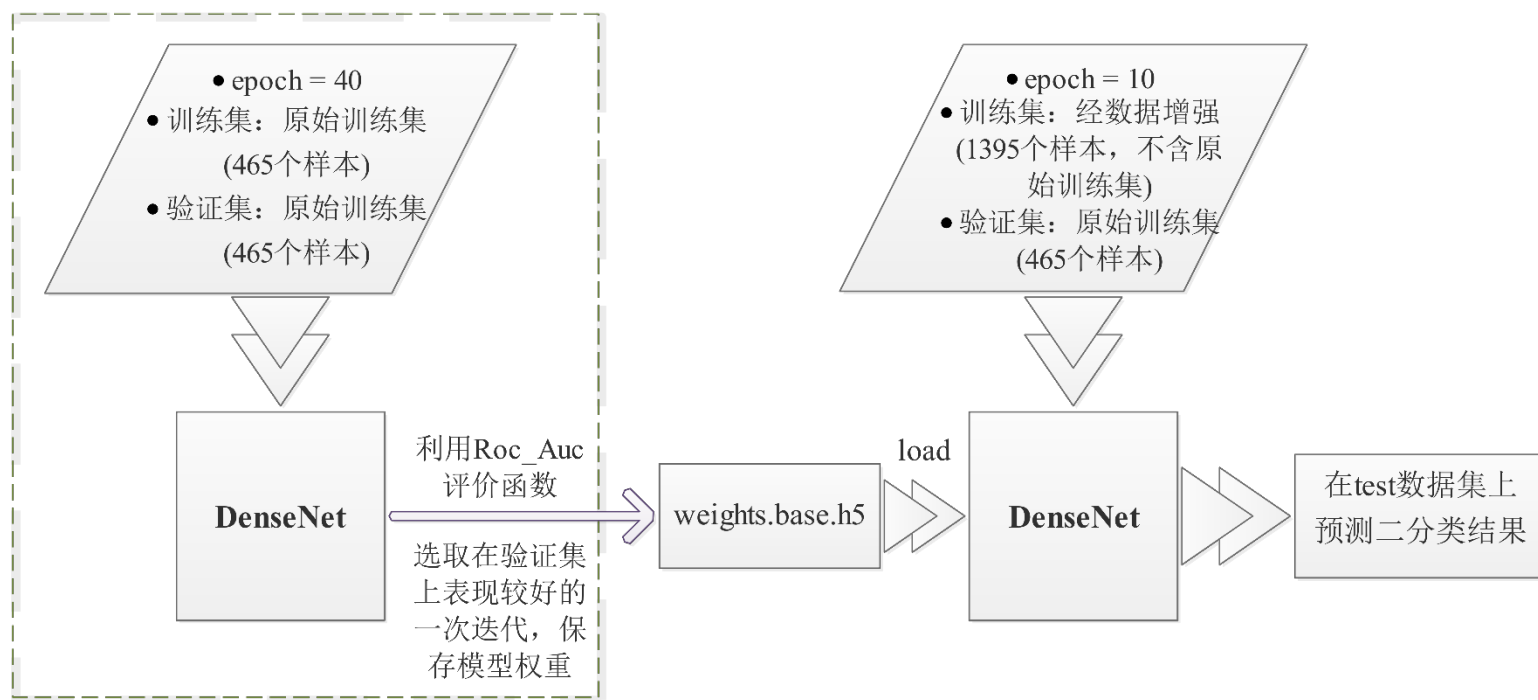 • epoch = 40
• 训练集：原始训练集
(465个样本)
• 验证集：原始训练集
(465个样本)
DenseNet
利用Roc_Auc
评价函数
选取在验证集
上表现较好的
一次迭代，保
存模型权重
weights.base.h5
load
• epoch = 10
• 训练集：经数据增强
(1395个样本，不含原
始训练集)
• 验证集：原始训练集
(465个样本)
DenseNet
在test数据集上
预测二分类结果